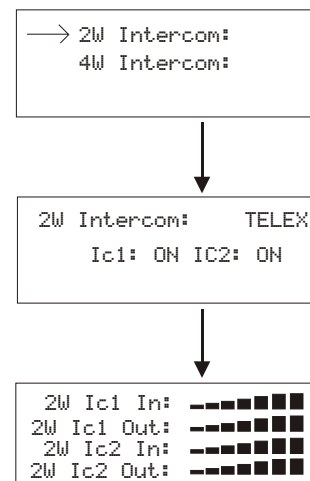 2W Intercom:
4W Intercom:
2W Intercom: TELEX
Ic1: ON IC2: ON
2W Ic1 In:
2W Ic1 Out:
2W Ic2 In:
2W Ic2 Out: